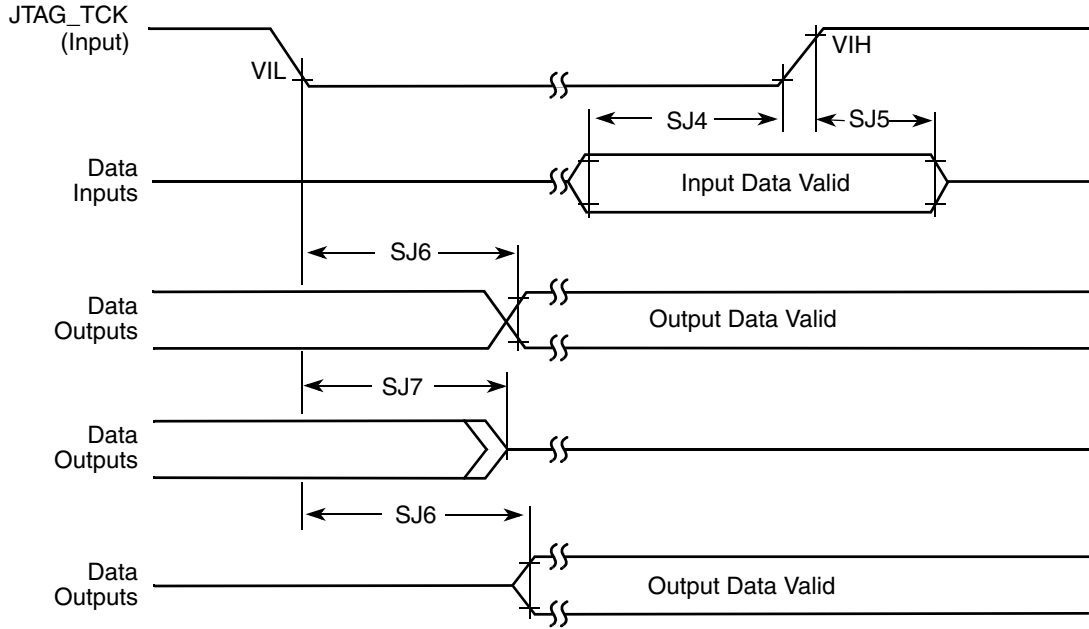 JTAG_TCK
(Input)
VIL
VIH
SJ4
SJ5
Data
Inputs
Input Data Valid
SJ6
Data
Outputs
Output Data Valid
SJ7
Data
Outputs
SJ6
Data
Outputs
Output Data Valid